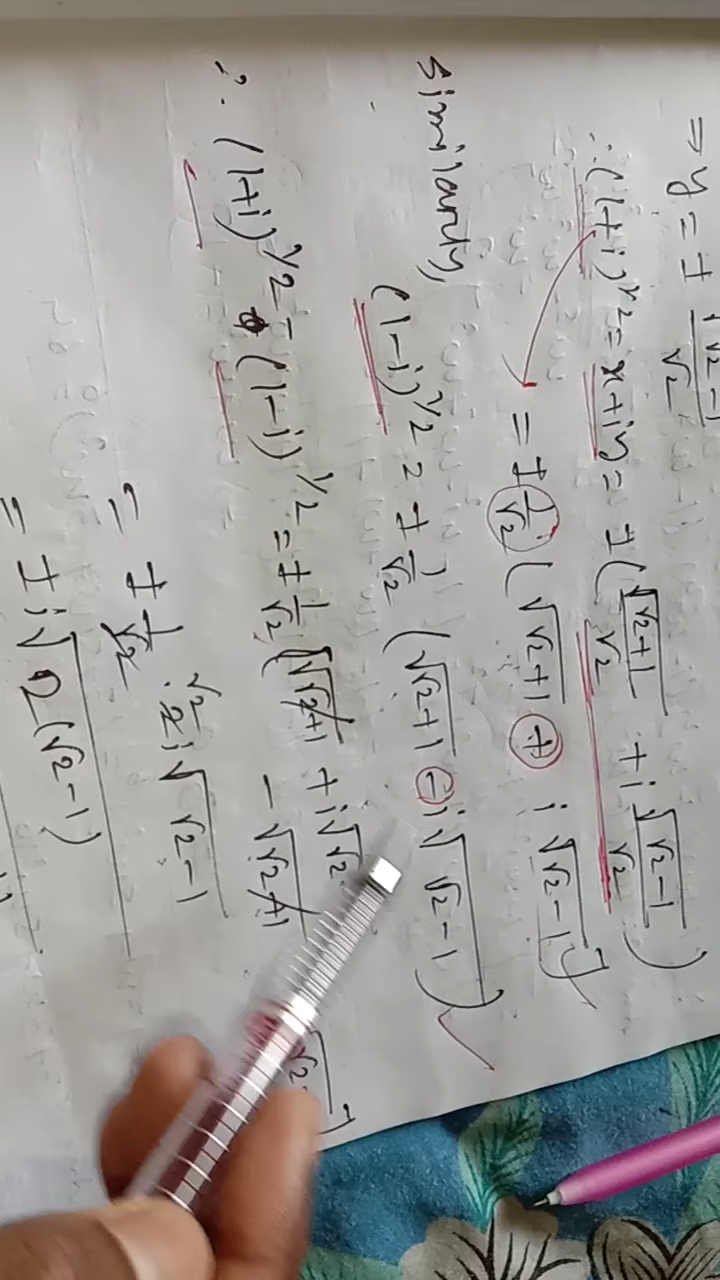 ⇒ y = ± √(√2-1)/√2
∴ (1+i)^1/2 = x+iy = ±(√(√2+1)/√2 + i √(√2-1)/√2)
= ± 1/√2 (√(√2+1) + i √(√2-1))
Similarly, (1-i)^1/2 = ± 1/√2 (√(√2+1) - i√(√2-1))
∴ (1+i)^1/2 - (1-i)^1/2 = ± 1/√2 (√(√2+1) + i√(√2
- √(√2+1)
= ± 1/√2 2i√(√2-1)
= ± i√(2(√2-1))